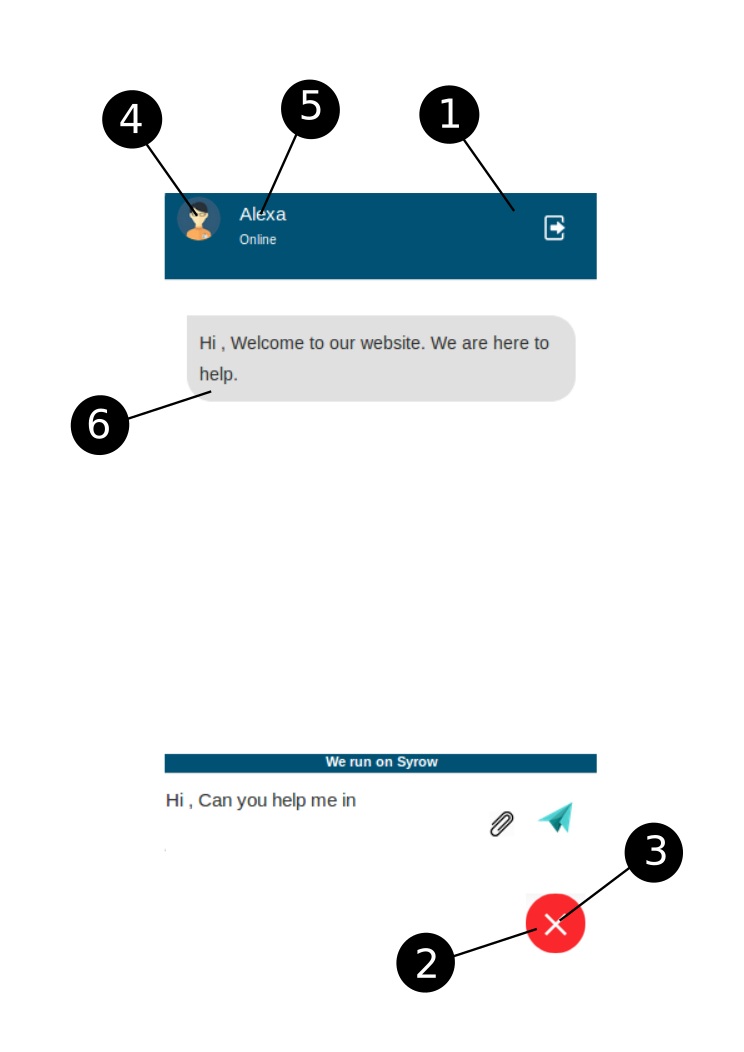 4
5
1
Alexa
Online
Hi , Welcome to our website. We are here to
help.
6
We run on Syrow
Hi , Can you help me in
3
2